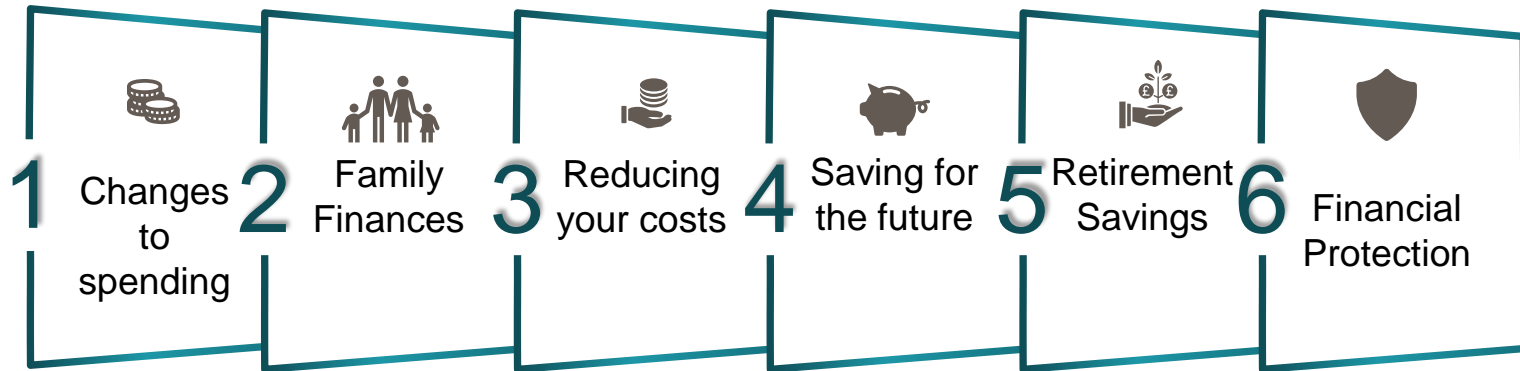 1
Changes
to
spending
2
Family
Finances
3
Reducing
your costs
4
Saving for
the future
5
££
Retirement
Savings
6
Financial
Protection